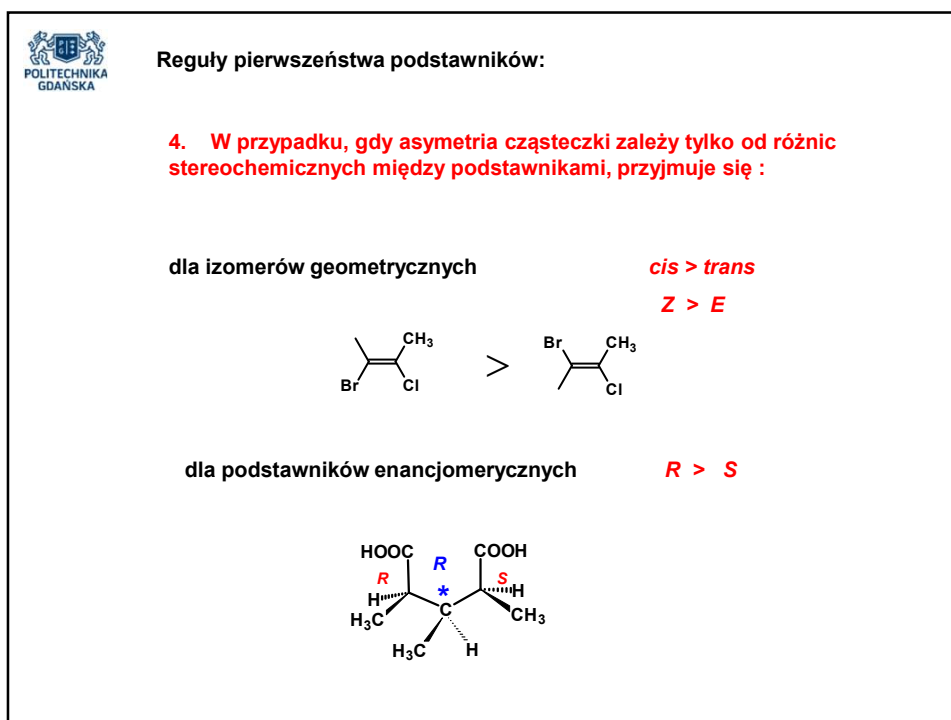 POLITECHNIKA
GDAŃSKA
Reguły pierwszeństwa podstawników:
4. W przypadku, gdy asymetria cząsteczki zależy tylko od różnic
stereochemicznych między podstawnikami, przyjmuje się :
dla izomerów geometrycznych cis > trans
Z > E
CH3 Br CH3
>
Br Cl Cl
dla podstawników enancjomerycznych R > S
HOOC R COOH
R * S
H H
H3C C CH3
H3C H